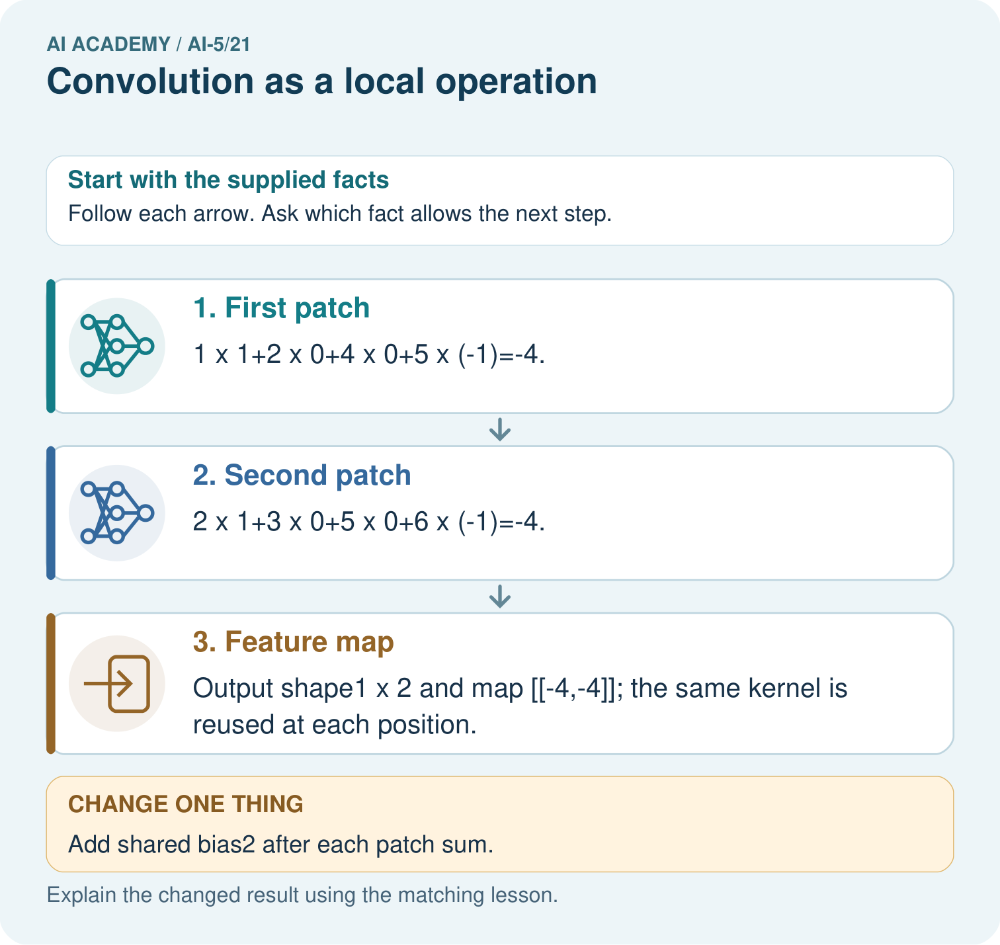 AI ACADEMY / AI-5/21
Convolution as a local operation
Start with the supplied facts
Follow each arrow. Ask which fact allows the next step.
1. First patch
1 x 1+2 x 0+4 x 0+5 x (-1)=-4.
2. Second patch
2 x 1+3 x 0+5 x 0+6 x (-1)=-4.
3. Feature map
Output shape1 x 2 and map [[-4,-4]]; the same kernel is
reused at each position.
CHANGE ONE THING
Add shared bias2 after each patch sum.
Explain the changed result using the matching lesson.